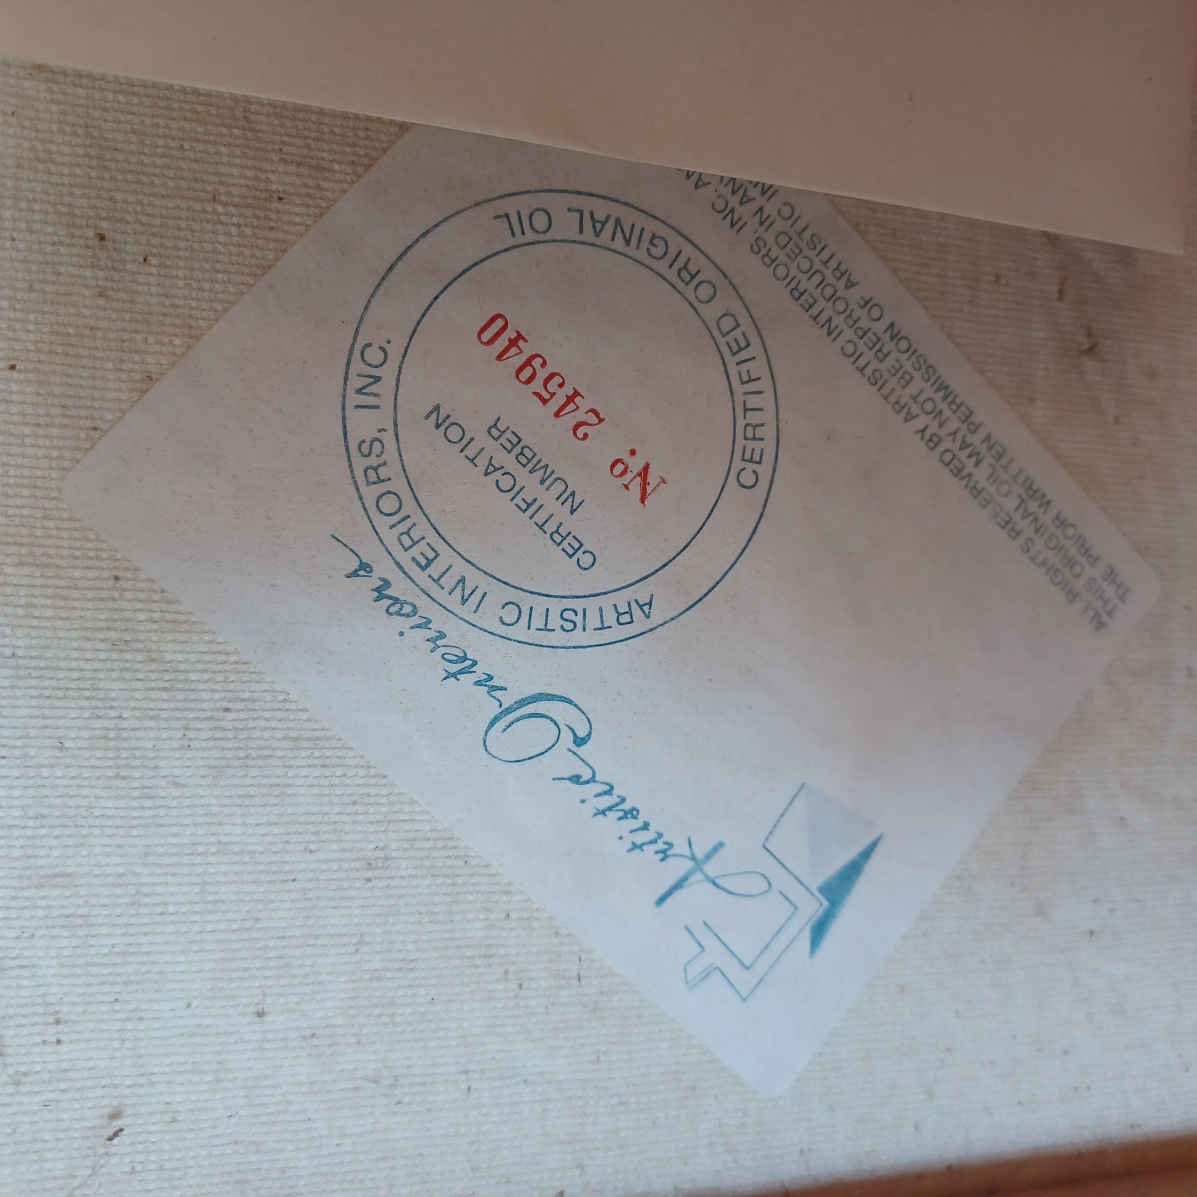 Artistic Interiors
ARTISTIC INTERIORS, INC.
CERTIFIED ORIGINAL OIL
CERTIFICATION
NUMBER
No. 245940
ALL RIGHTS RESERVED BY ARTISTIC INTERIORS, INC.
THIS ORIGINAL OIL MAY NOT BE REPRODUCED IN
THE PRIOR WRITTEN PERMISSION OF ARTISTIC